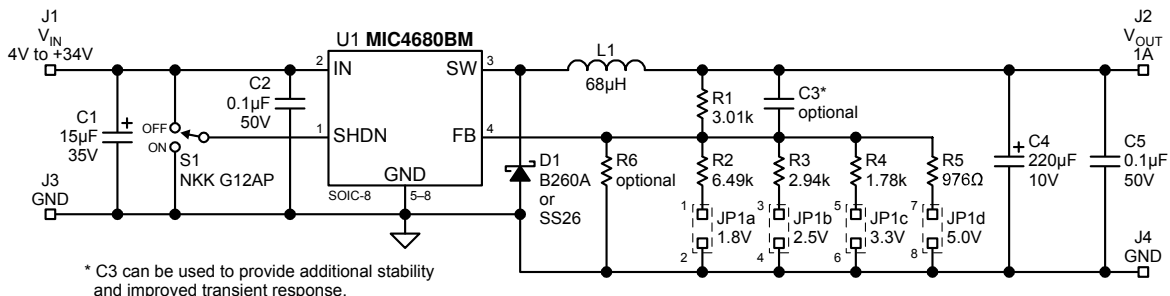 J1
VIN
4V to +34V
U1 MIC4680BM
L1
J2
VOUT
1A
2
IN
SW
3
68µH
C2
0.1µF
50V
R1
3.01k
C3*
optional
C1
15µF
35V
+
OFF
ON
1
SHDN
FB
4
S1
NKK G12AP
GND
SOIC-8
5–8
D1
B260A
or
SS26
R6
optional
R2
6.49k
R3
2.94k
R4
1.78k
R5
976Ω
+
C4
220µF
10V
C5
0.1µF
50V
J3
GND
1
JP1a
1.8V
2
3
JP1b
2.5V
4
5
JP1c
3.3V
6
7
JP1d
5.0V
8
J4
GND
* C3 can be used to provide additional stability
and improved transient response.